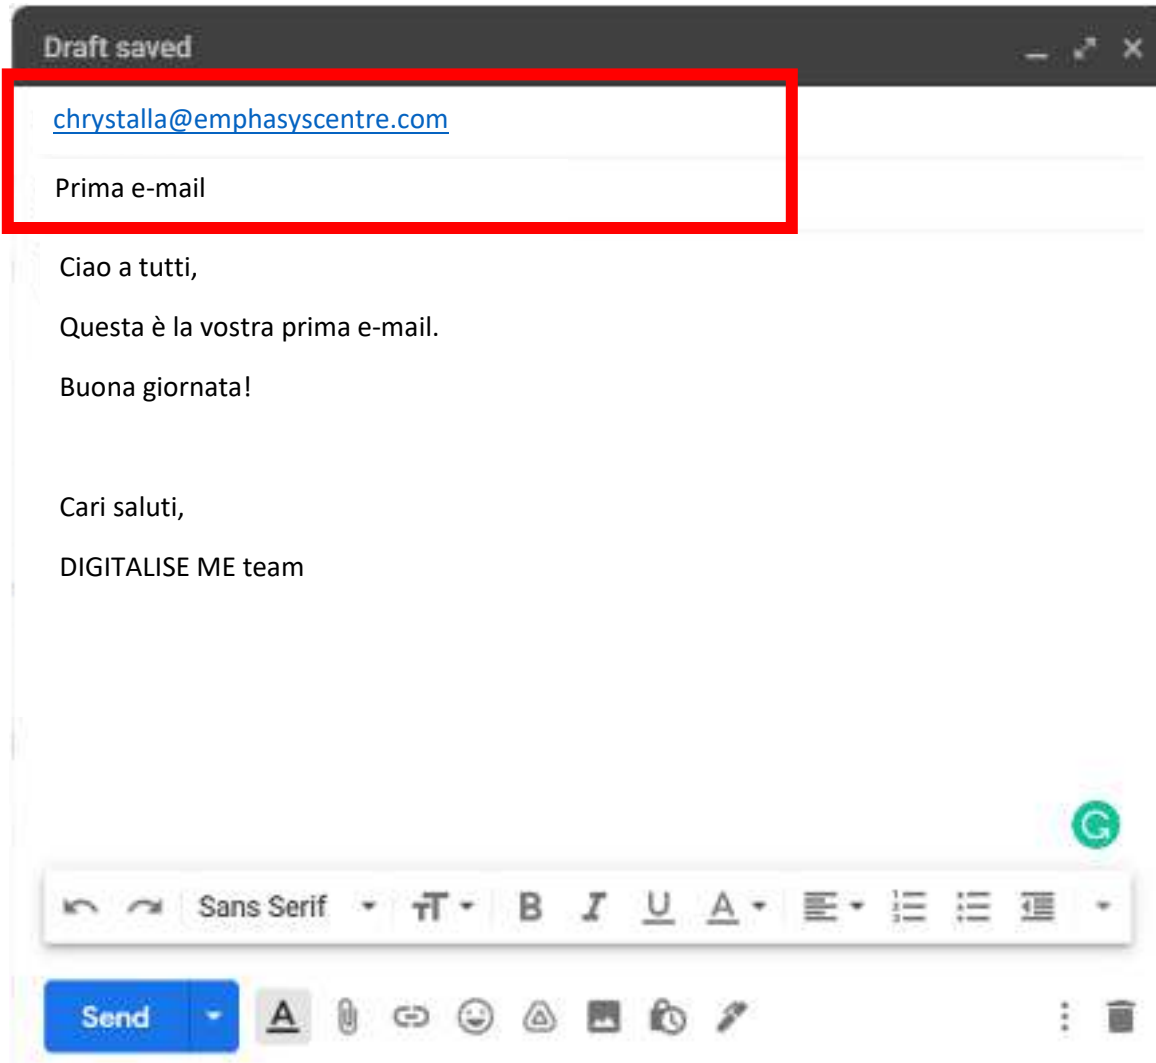 Draft saved
chrystalla@emphasyscentre.com
Prima e-mail
Ciao a tutti,
Questa è la vostra prima e-mail.
Buona giornata!
Cari saluti,
DIGITALISE ME team
Sans Serif
Send